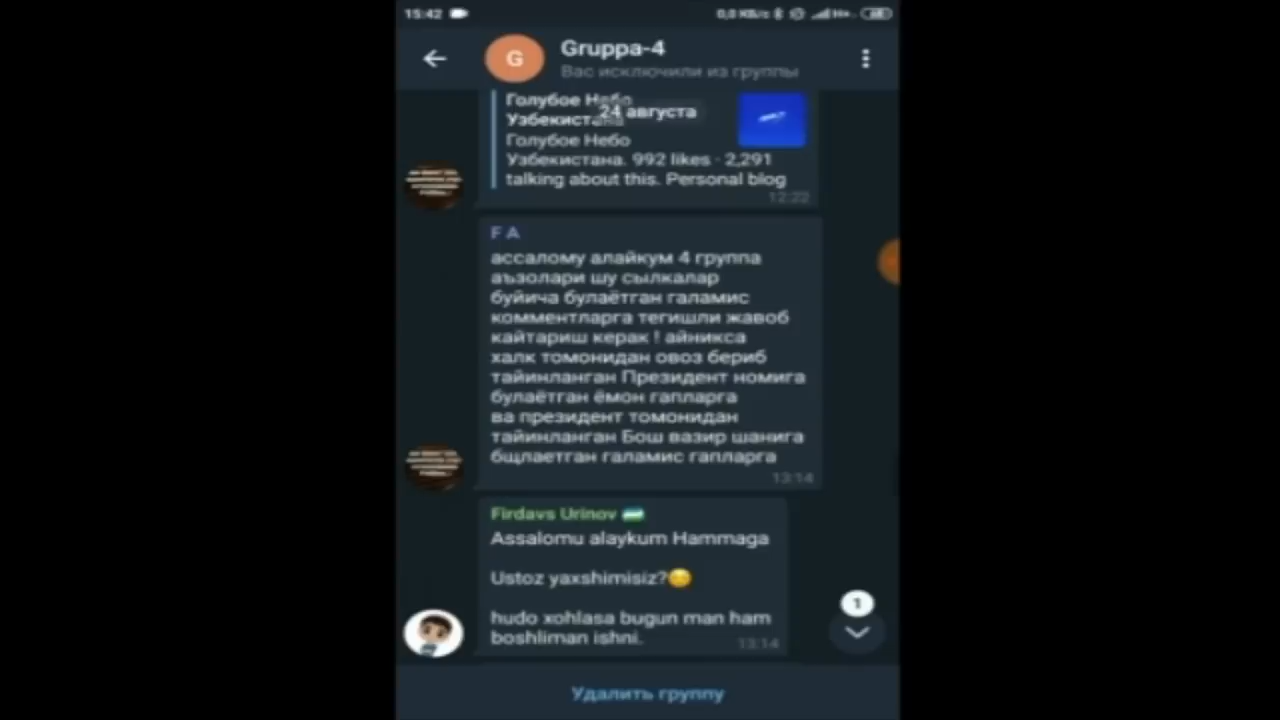 15:42
0,0 КБ/с
H+
Gruppa-4
Вас исключили из группы
Голубое Небо
24 августа
Узбекистана
Голубое Небо
Узбекистана. 992 likes · 2,291
talking about this. Personal blog
12:22
F A
ассалому алайкум 4 группа
аъзолари шу сылкалар
буйича булаётган галамис
комментларга тегишли жавоб
кайтариш керак ! айникса
халк томонидан овоз бериб
тайинланган Президент номига
булаётган ёмон гапларга
ва президент томонидан
тайинланган Бош вазир шанига
бщлаетган галамис гапларга
13:14
Firdavs Urinov
Assalomu alaykum Hammaga
Ustoz yaxshimisiz?😊
hudo xohlasa bugun man ham
boshliman ishni.
13:14
1
Удалить группу